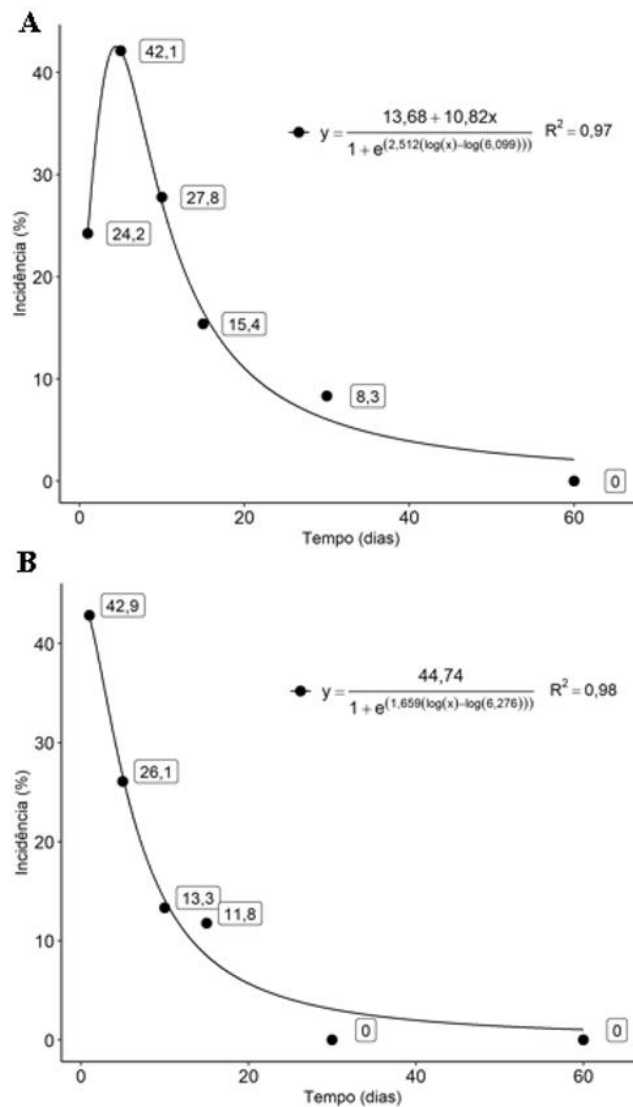 A
42,1
y = 13,68 + 10,82x / 1 + e^(2,512(log(x)−log(6,099))) R² = 0,97
27,8
24,2
15,4
8,3
0
Incidência (%)
40
30
20
10
0
0 20 40 60
Tempo (dias)
B
42,9
y = 44,74 / 1 + e^(1,659(log(x)−log(6,276))) R² = 0,98
26,1
13,3
11,8
0 0
Incidência (%)
40
30
20
10
0
0 20 40 60
Tempo (dias)